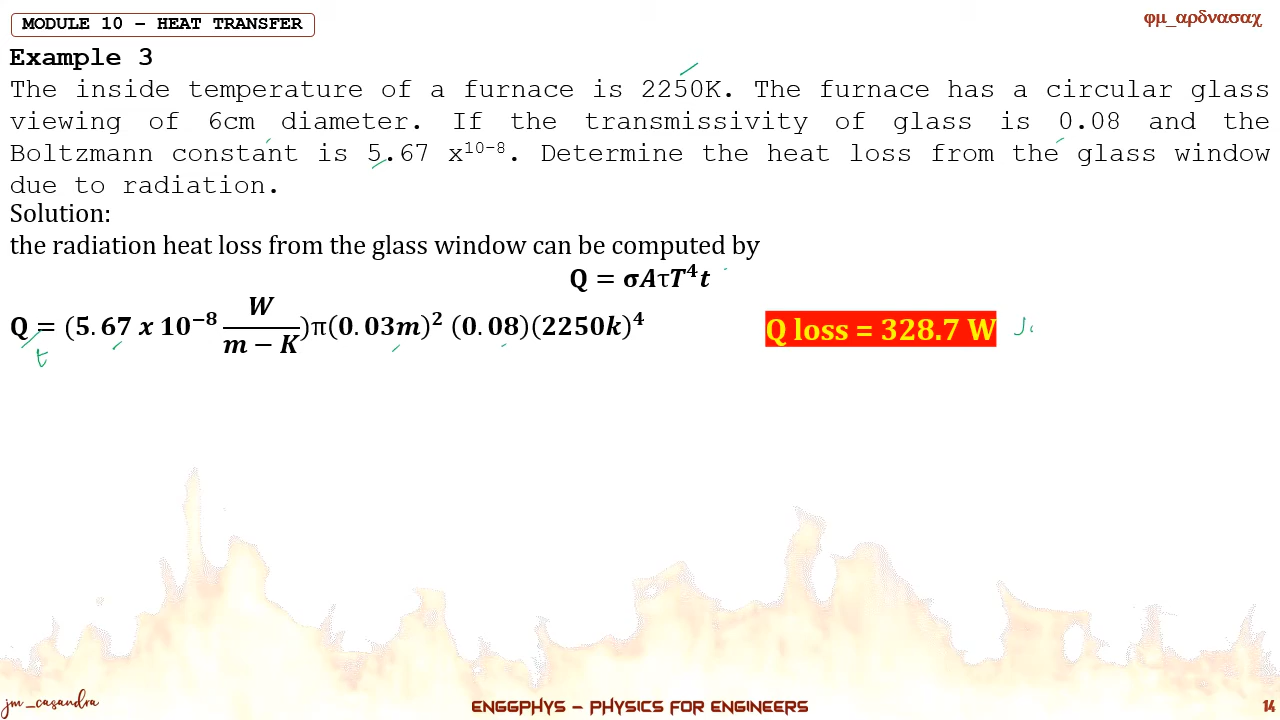 MODULE 10 – HEAT TRANSFER
φμ_αρδνασαχ
Example 3
The inside temperature of a furnace is 2250K. The furnace has a circular glass
viewing of 6cm diameter. If the transmissivity of glass is 0.08 and the
Boltzmann constant is 5.67 x10-8. Determine the heat loss from the glass window
due to radiation.
Solution:
the radiation heat loss from the glass window can be computed by
Q = σAτT⁴t
Q = (5.67 x 10⁻⁸ W/(m − K))π(0.03m)² (0.08)(2250k)⁴
Q loss = 328.7 W
t
jm_casandra
ENGGPHYS – PHYSICS FOR ENGINEERS
14